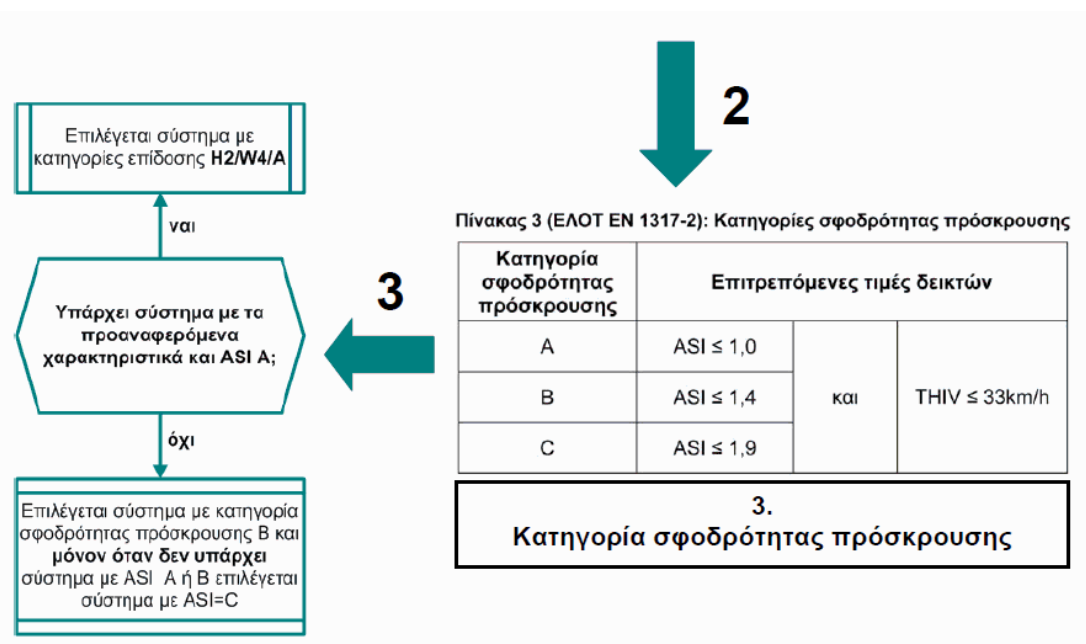 2
Επιλέγεται σύστημα με
κατηγορίες επίδοσης H2/W4/A
ναι
Υπάρχει σύστημα με τα
προαναφερόμενα
χαρακτηριστικά και ASI A;
όχι
Επιλέγεται σύστημα με κατηγορία
σφοδρότητας πρόσκρουσης B και
μόνον όταν δεν υπάρχει
σύστημα με ASI A ή B επιλέγεται
σύστημα με ASI=C
3
Πίνακας 3 (ΕΛΟΤ EN 1317-2): Κατηγορίες σφοδρότητας πρόσκρουσης
Κατηγορία
σφοδρότητας
πρόσκρουσης
Επιτρεπόμενες τιμές δεικτών
A
ASI ≤ 1,0
B
ASI ≤ 1,4
και
THIV ≤ 33km/h
C
ASI ≤ 1,9
3.
Κατηγορία σφοδρότητας πρόσκρουσης